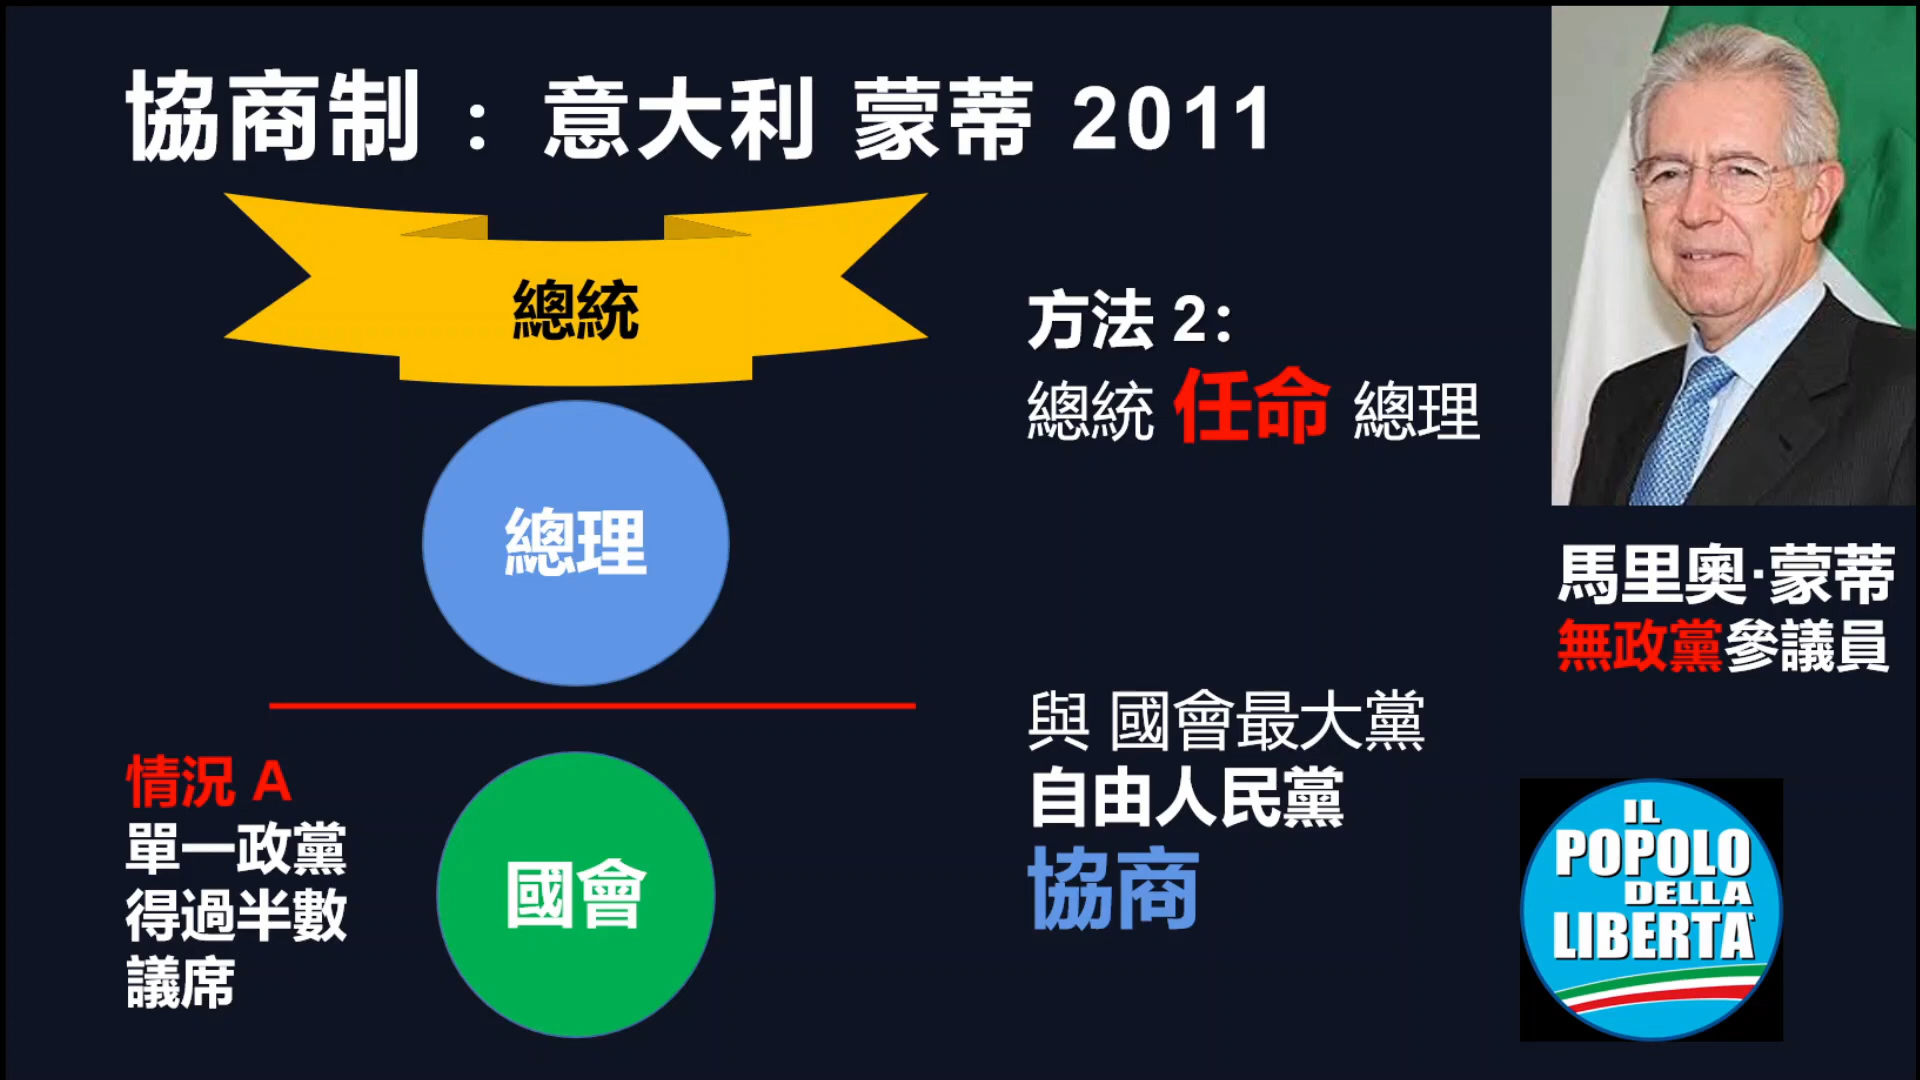 協商制：意大利 蒙蒂 2011
總統
總理
國會
情況 A
單一政黨
得過半數
議席
方法 2：
總統 任命 總理
與 國會最大黨
自由人民黨
協商
馬里奧·蒙蒂
無政黨參議員
IL
POPOLO
DELLA
LIBERTÀ